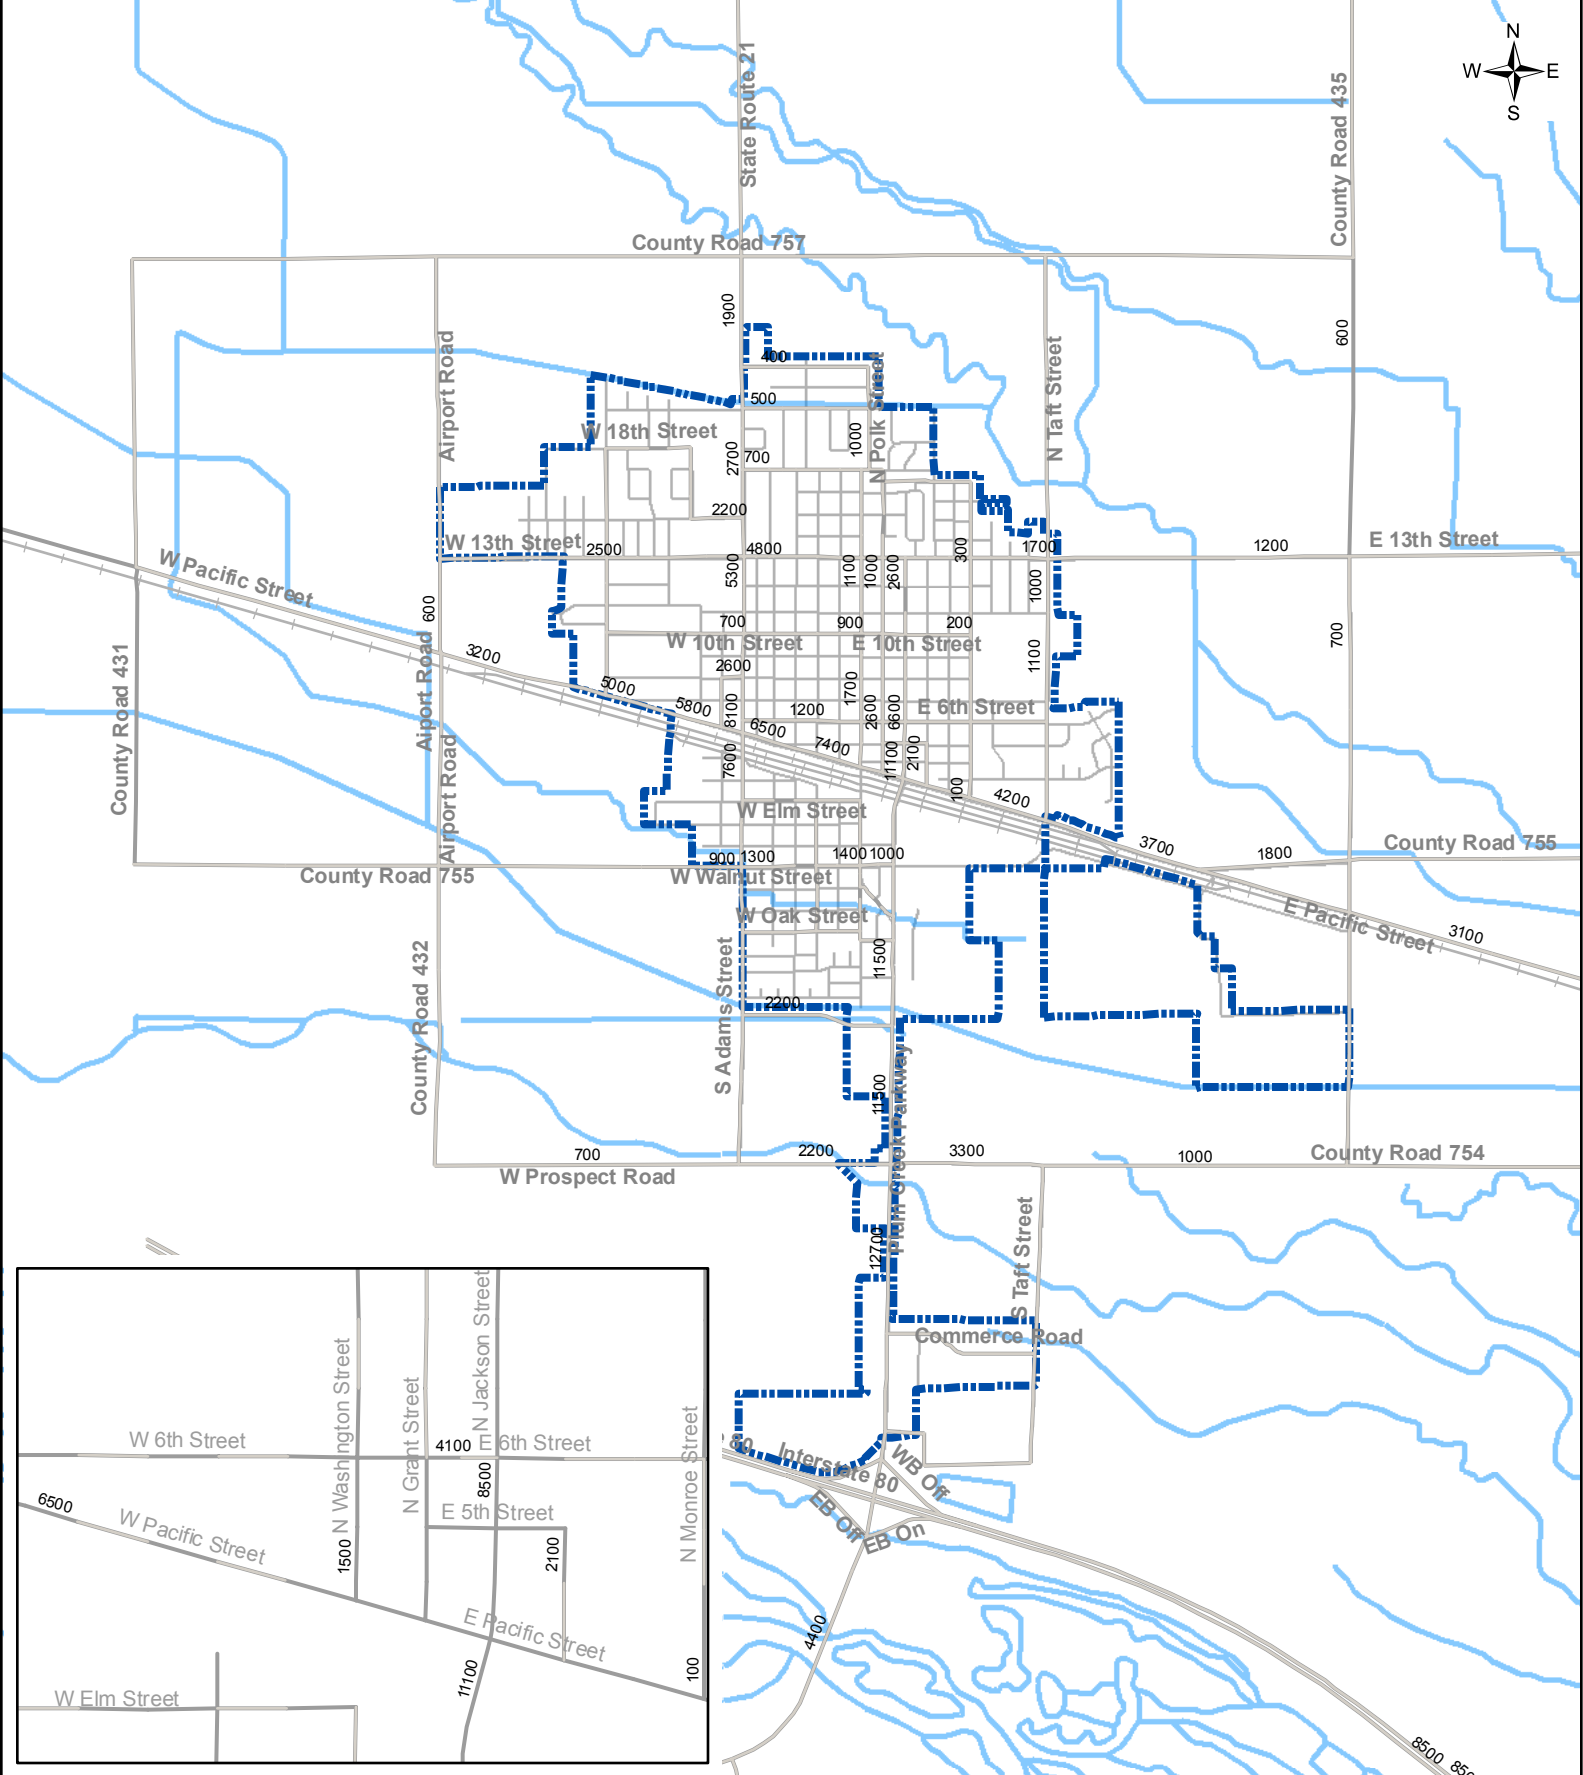 N
W E
S
State Route 21
County Road 435
County Road 757
1900
600
Airport Road
N Taft Street
400
N Polk Street
500
W 18th Street
1000
2700
700
2200
W 13th Street
2500
4800
300
1700
1200
E 13th Street
W Pacific Street
5300
1100
1000
2600
1000
600
700
900
200
700
W 10th Street
E 10th Street
1100
County Road 431
Airport Road
3200
2600
5000
1700
5800
8100
1200
2600
6600
E 6th Street
6500
7400
7600
11100
2100
Airport Road
100
4200
W Elm Street
3700
1800
County Road 755
900
1300
1400
1000
County Road 755
W Walnut Street
W Oak Street
E Pacific Street
3100
County Road 432
S Adams Street
11500
2200
11300
Plum Creek Parkway
700
2200
3300
1000
County Road 754
W Prospect Road
S Taft Street
12700
Commerce Road
80
Interstate 80
WB Off
EB Off
EB On
4400
8500
N Washington Street
N Grant Street
N Jackson Street
N Monroe Street
W 6th Street
4100
E 6th Street
8500
6500
W Pacific Street
E 5th Street
1500
2100
E Pacific Street
11100
100
W Elm Street